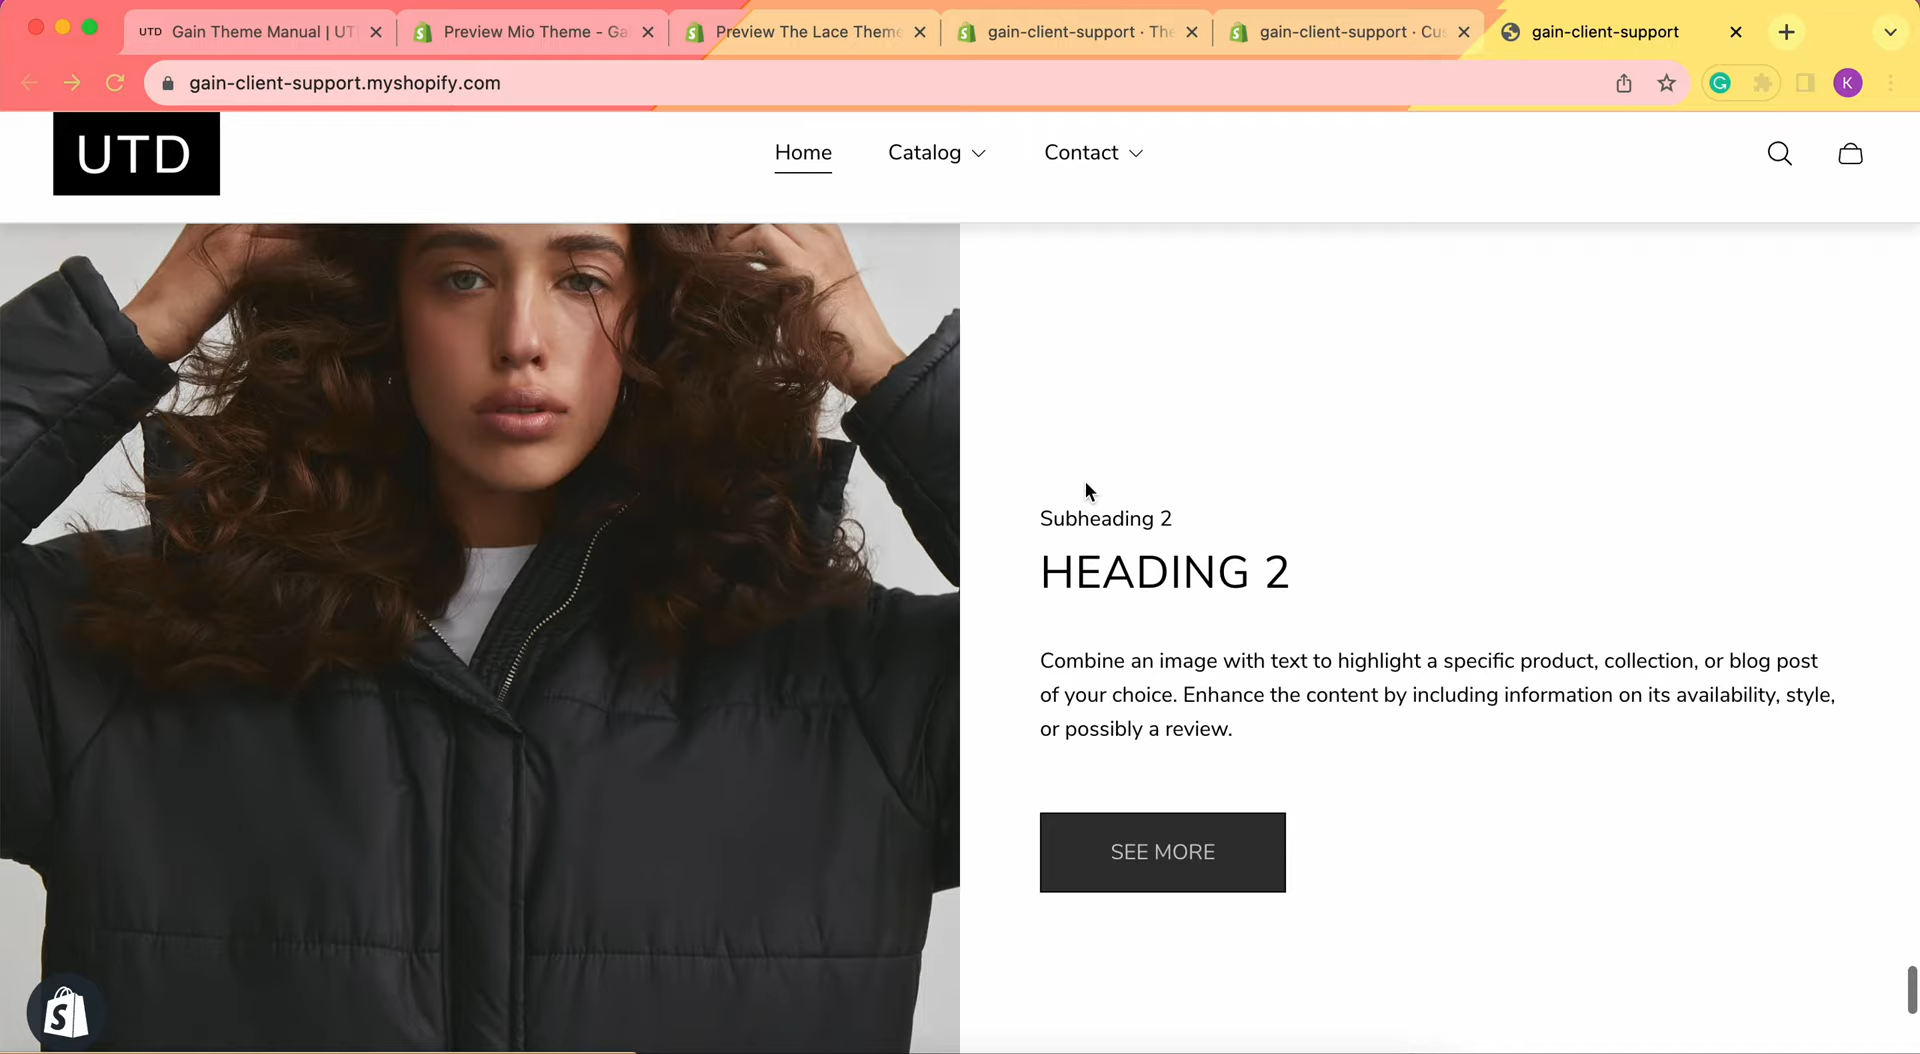 UTD Gain Theme Manual | UT
Preview Mio Theme - Ga
Preview The Lace Theme
gain-client-support · The
gain-client-support · Cus
gain-client-support
gain-client-support.myshopify.com
K
UTD
Home
Catalog
Contact
Subheading 2
HEADING 2
Combine an image with text to highlight a specific product, collection, or blog post
of your choice. Enhance the content by including information on its availability, style,
or possibly a review.
SEE MORE